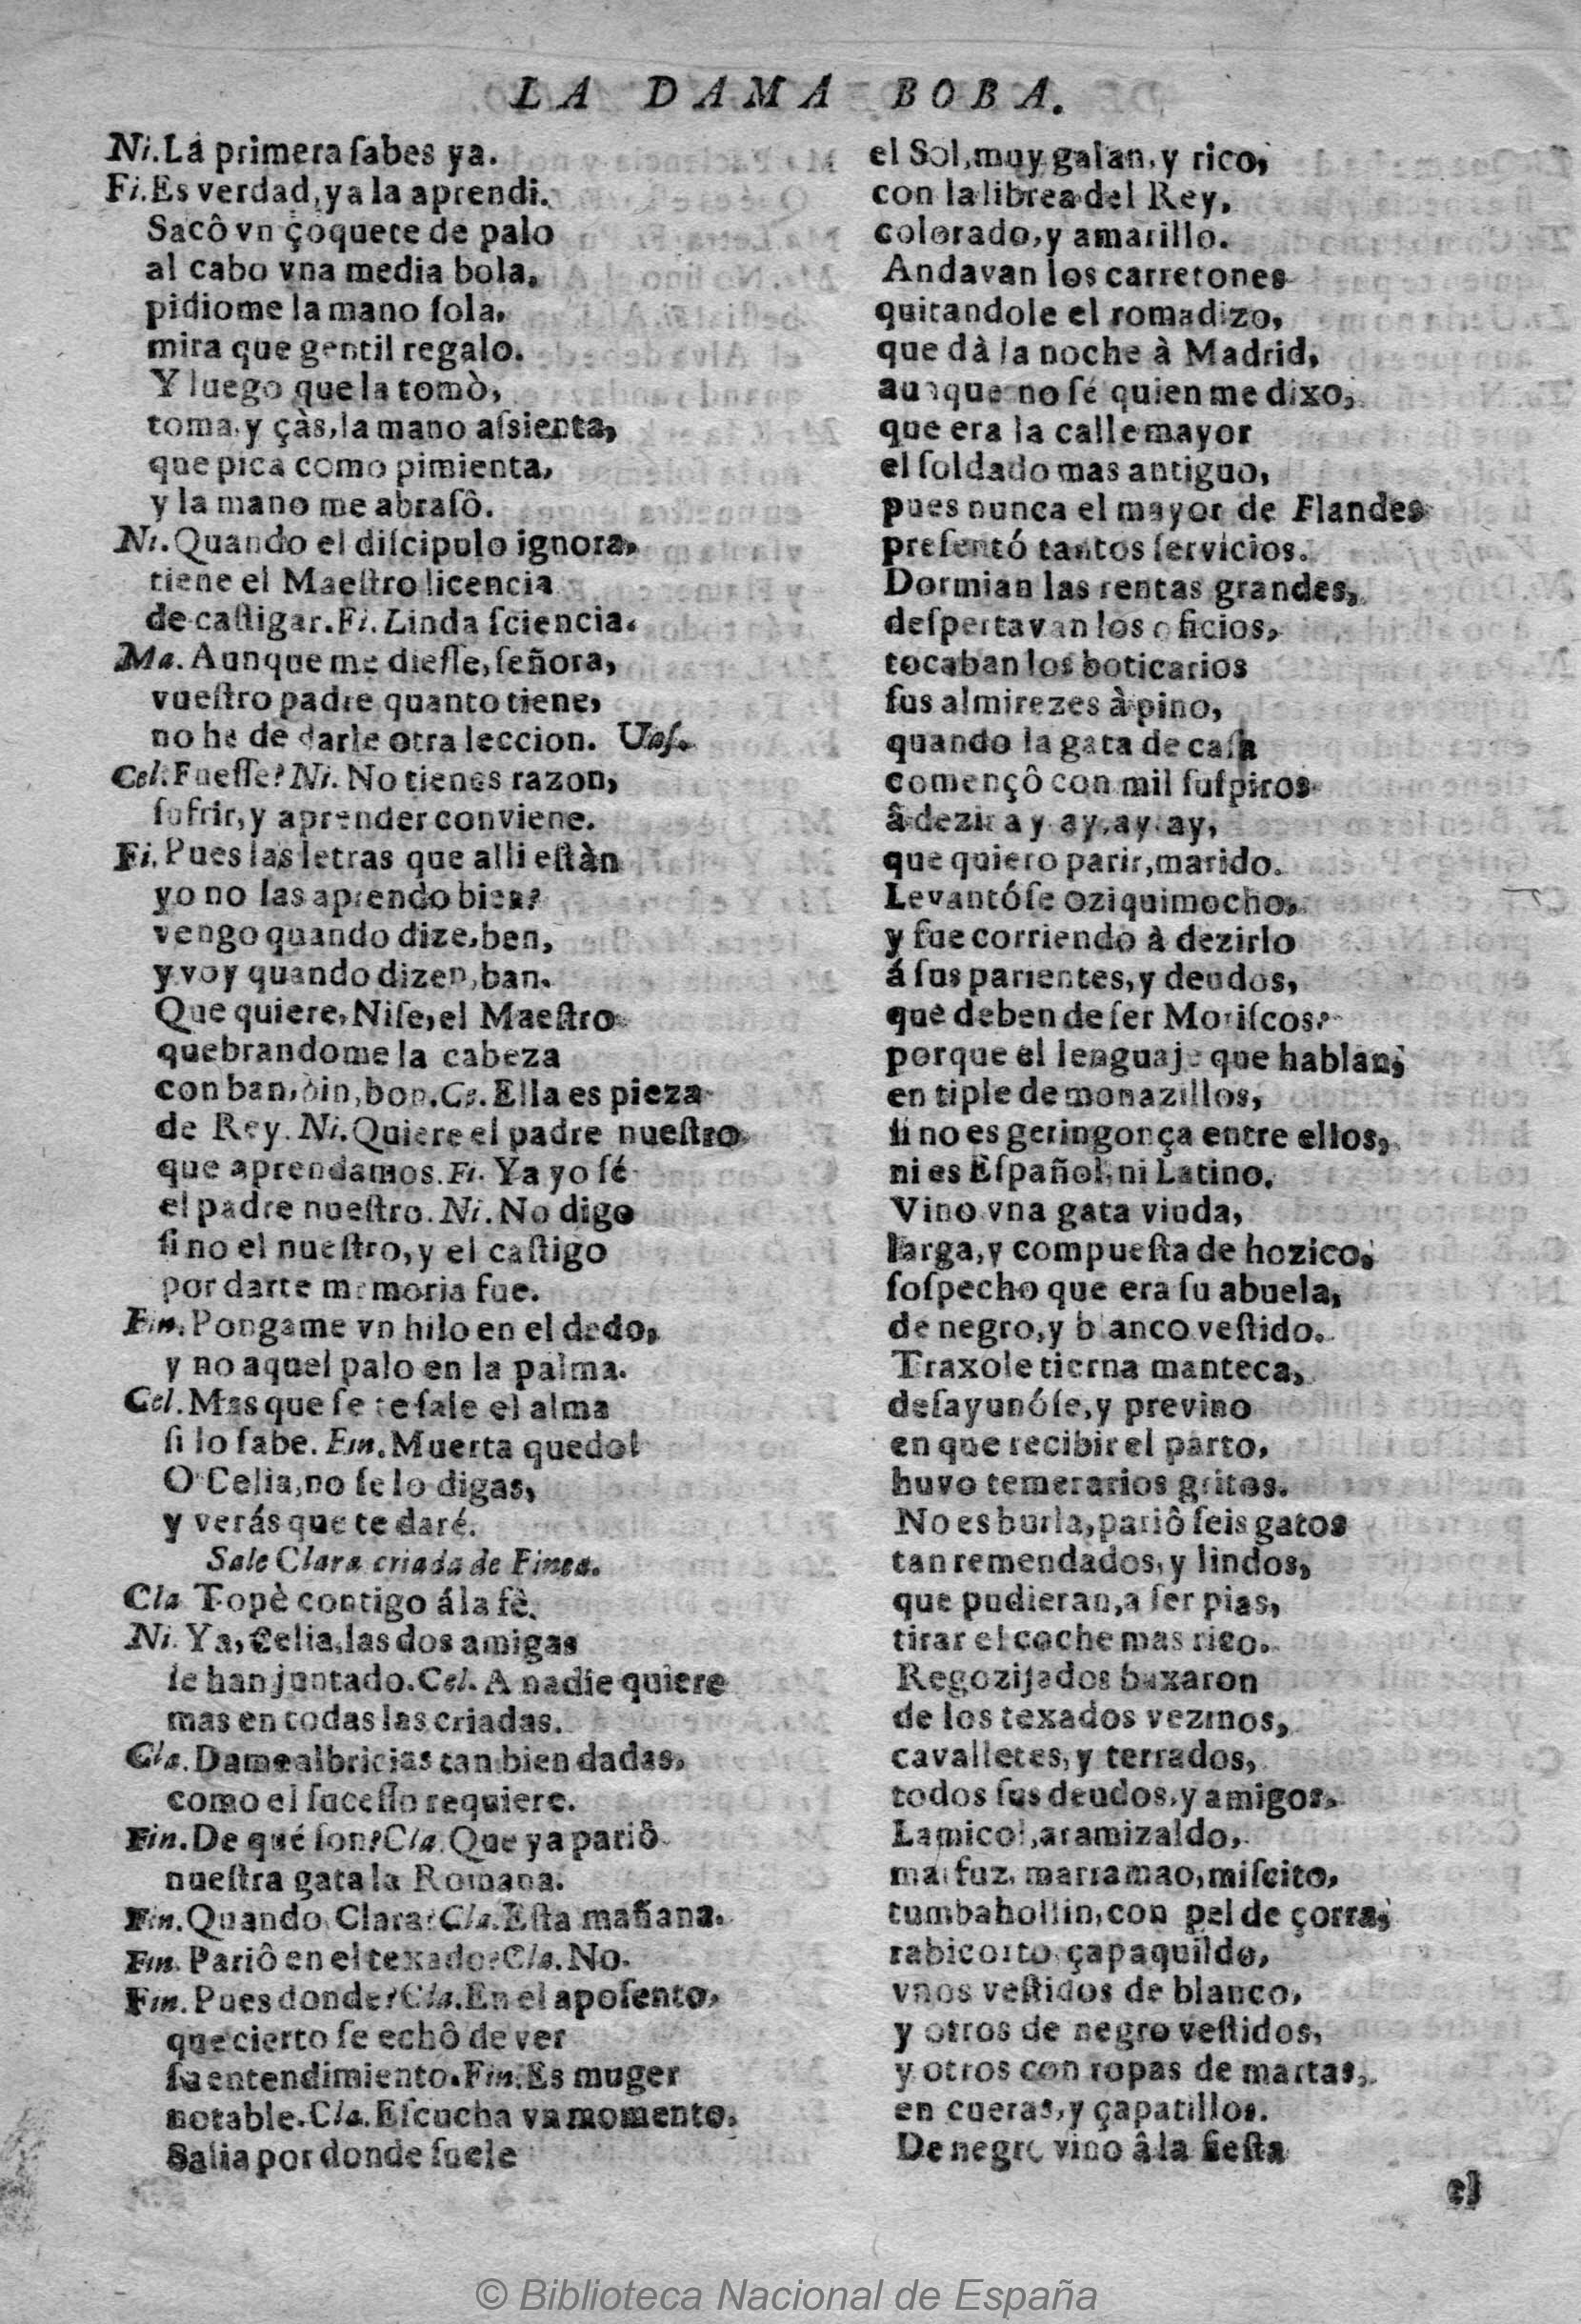 LA DAMA BOBA.
Ni. La primera ſabes ya.
Fi. Es verdad, ya la aprendi.
Sacô vn çoquete de palo
al cabo vna media bola,
pidiome la mano ſola,
mira que gentil regalo.
Y luego que la tomò,
toma, y çàs, la mano aſsienta,
que pica como pimienta,
y la mano me abraſô.
Ni. Quando el diſcipulo ignora,
tiene el Maeſtro licencia
de caſtigar. Fi. Linda ſciencia.
Ma. Aunque me dieſſe, ſeñora,
vueſtro padre quanto tiene,
no he de darle otra leccion. Vaſ.
Cel. Fueſſe? Ni. No tienes razon,
ſufrir, y aprender conviene.
Fi. Pues las letras que alli eſtàn
yo no las aprendo bien?
vengo quando dize, ben,
y voy quando dizen, ban.
Que quiere, Niſe, el Maeſtro
quebrandome la cabeza
con ban, bin, bon. Ce. Ella es pieza
de Rey. Ni. Quiere el padre nueſtro
que aprendamos. Fi. Ya yo ſé
el padre nueſtro. Ni. No digo
ſino el nueſtro, y el caſtigo
por darte memoria fue.
Fin. Pongame vn hilo en el dedo,
y no aquel palo en la palma.
Cel. Mas que ſe te ſale el alma
ſi lo ſabe. Fin. Muerta quedo!
O Celia, no ſe lo digas,
y verás que te daré.
Sale Clara criada de Finea.
Cla Topè contigo á la fè.
Ni. Ya, Celia, las dos amigas
ſe han juntado. Cel. A nadie quiere
mas en todas las criadas.
Cla. Dame albricias tan bien dadas,
como el ſuceſſo requiere.
Fin. De qué ſon? Cla. Que ya pariô
nueſtra gata la Romana.
Fin. Quando Clara? Cla. Eſta mañana.
Fin. Pariô en el texado? Cla. No.
Fin. Pues donde? Cla. En el apoſento,
que cierto ſe echô de ver
ſu entendimiento. Fin. Es muger
notable. Cla. Eſcucha vn momento.
Salia por donde ſuele
el Sol, muy galan, y rico,
con la librea del Rey,
colorado, y amarillo.
Andavan los carretones
quitandole el romadizo,
que dà la noche à Madrid,
aunque no ſé quien me dixo,
que era la calle mayor
el ſoldado mas antiguo,
pues nunca el mayor de Flandes
preſentó tantos ſervicios.
Dormian las rentas grandes,
deſpertavan los oficios,
tocaban los boticarios
ſus almirezes à pino,
quando la gata de caſa
començô con mil ſuſpiros
â dezir ay, ay, ay, ay,
que quiero parir, marido.
Levantóſe oziquimocho,
y fue corriendo à dezirlo
á ſus parientes, y deudos,
que deben de ſer Moriſcos,
porque el lenguaje que hablan,
en tiple de monazillos,
ſi no es geringonça entre ellos,
ni es Eſpañol, ni Latino.
Vino vna gata viuda,
larga, y compueſta de hozico,
ſoſpecho que era ſu abuela,
de negro, y blanco veſtido.
Traxole tierna manteca,
deſayunóſe, y previno
en que recibir el parto,
huvo temerarios gritos.
No es burla, pariô ſeis gatos
tan remendados, y lindos,
que pudieran, a ſer pias,
tirar el coche mas rico.
Regozijados baxaron
de los texados vezinos,
cavalletes, y terrados,
todos ſus deudos, y amigos,
Lamicol, aramizaldo,
marfuz, marramao, miſcito,
tumbahollin, con pel de çorra,
rabicorto, çapaquildo,
vnos veſtidos de blanco,
y otros de negro veſtidos,
y otros con ropas de martas,
en cueras, y çapatillos.
De negro vino â la fieſta
el
© Biblioteca Nacional de España